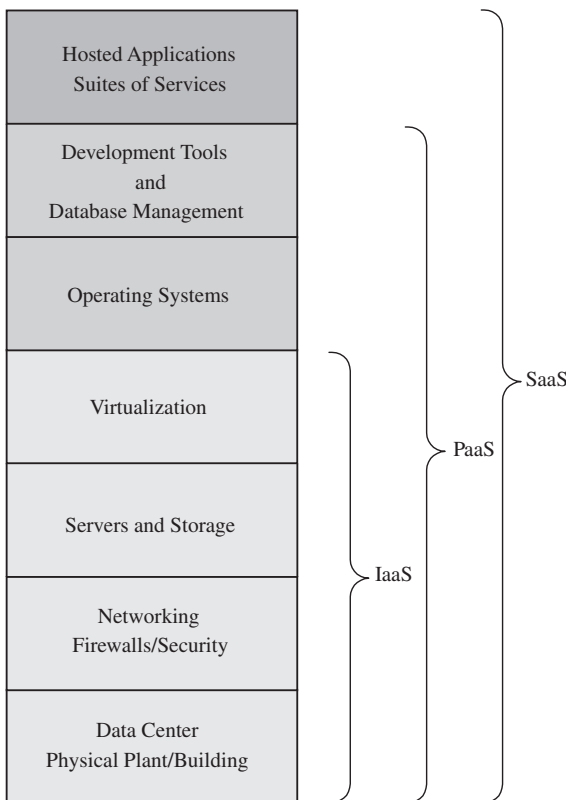 Hosted Applications
Suites of Services
Development Tools
and
Database Management
Operating Systems
Virtualization
Servers and Storage
Networking
Firewalls/Security
Data Center
Physical Plant/Building
IaaS
PaaS
SaaS